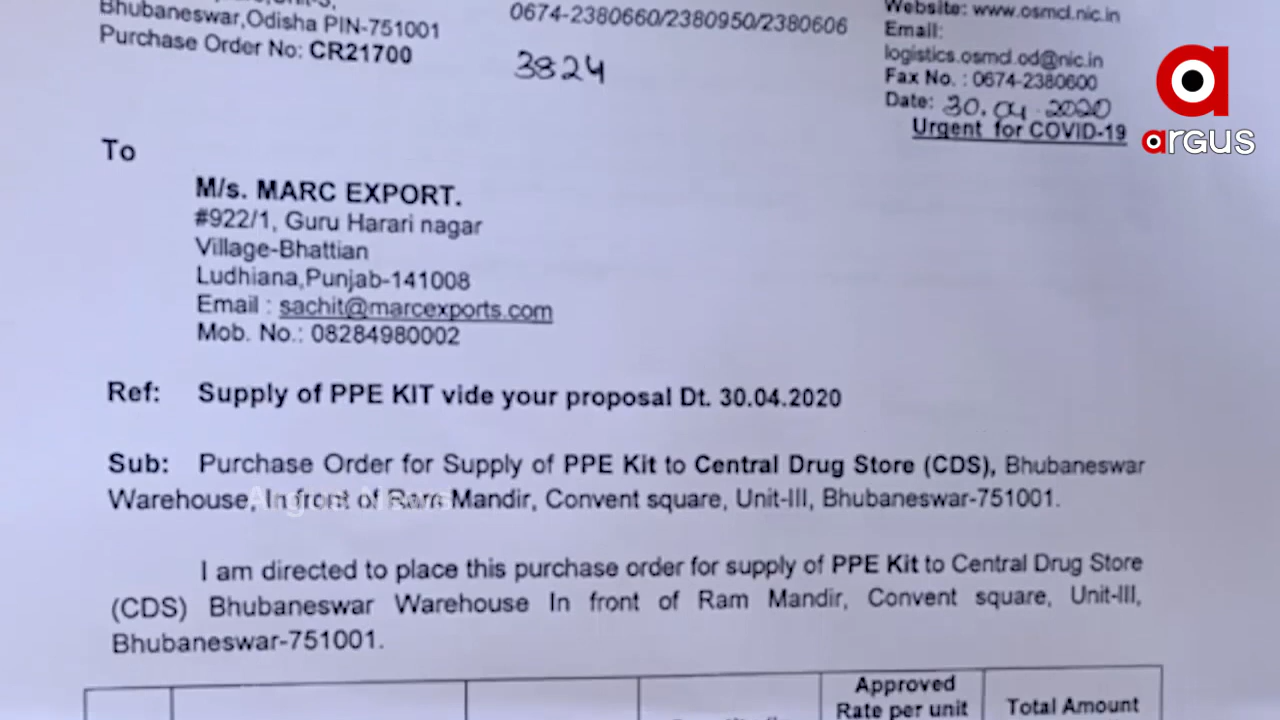 Bhubaneswar,Odisha PIN-751001
Purchase Order No: CR21700
0674-2380660/2380950/2380606
3824
Website: www.osmcl.nic.in
Email:
logistics.osmcl.od@nic.in
Fax No. : 0674-2380600
Date: 30.04.2020
Urgent for COVID-19
argus
To
M/s. MARC EXPORT.
#922/1, Guru Harari nagar
Village-Bhattian
Ludhiana,Punjab-141008
Email : sachit@marcexports.com
Mob. No.: 08284980002
Ref: Supply of PPE KIT vide your proposal Dt. 30.04.2020
Sub: Purchase Order for Supply of PPE Kit to Central Drug Store (CDS), Bhubaneswar
Warehouse, In front of Ram Mandir, Convent square, Unit-III, Bhubaneswar-751001.
Argus News
I am directed to place this purchase order for supply of PPE Kit to Central Drug Store
(CDS) Bhubaneswar Warehouse In front of Ram Mandir, Convent square, Unit-III,
Bhubaneswar-751001.
Approved
Rate per unit
Total Amount